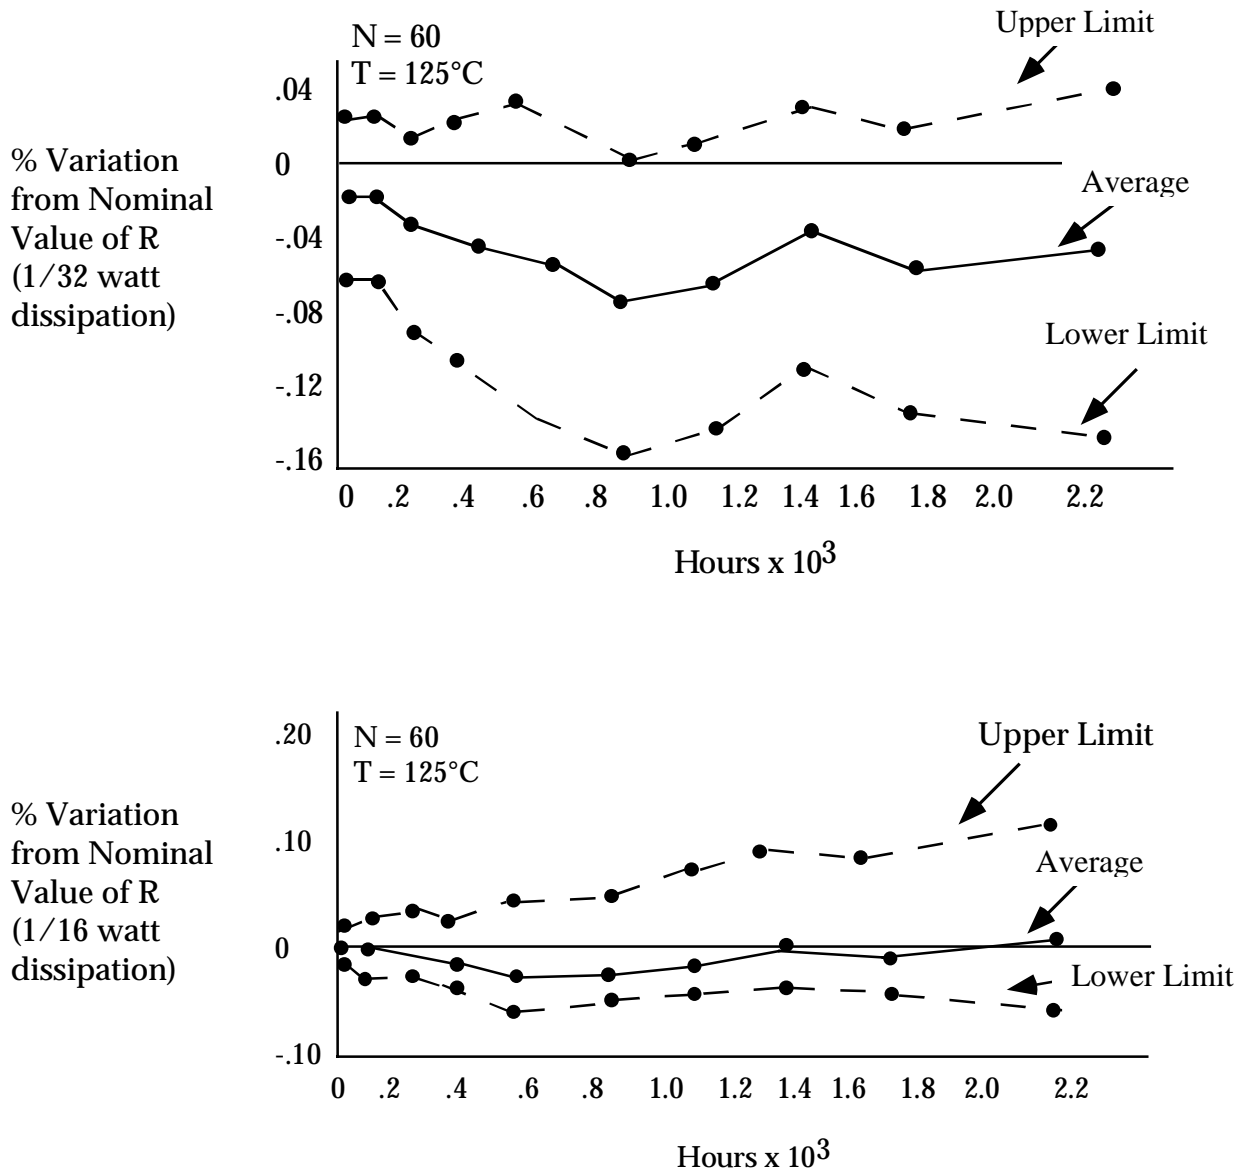 N = 60
T = 125°C
Upper Limit
.04
0
-.04
-.08
-.12
-.16
% Variation
from Nominal
Value of R
(1/32 watt
dissipation)
Average
Lower Limit
0 .2 .4 .6 .8 1.0 1.2 1.4 1.6 1.8 2.0 2.2
Hours x 10³
N = 60
T = 125°C
Upper Limit
.20
.10
0
-.10
% Variation
from Nominal
Value of R
(1/16 watt
dissipation)
Average
Lower Limit
0 .2 .4 .6 .8 1.0 1.2 1.4 1.6 1.8 2.0 2.2
Hours x 10³